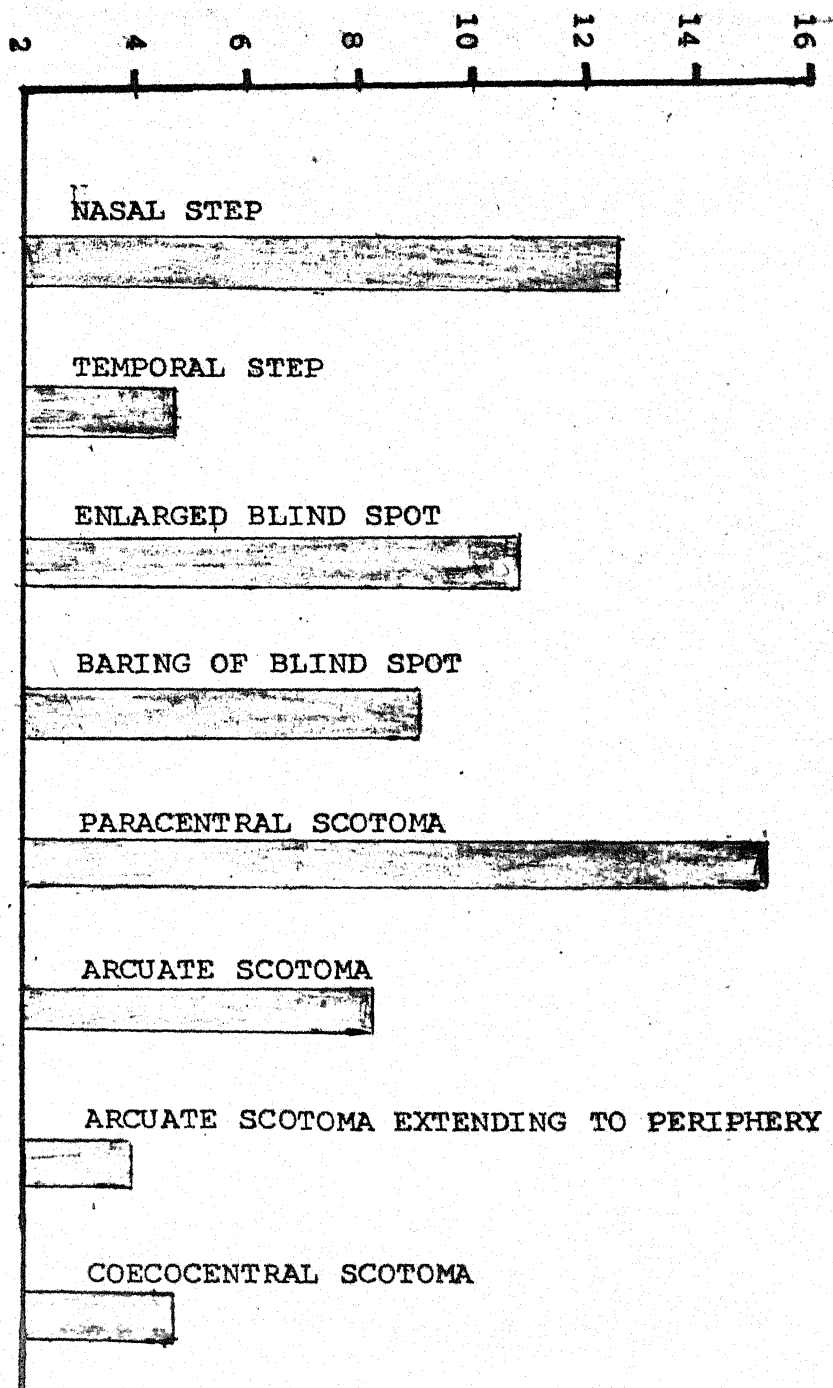 2 4 6 8 10 12 14 16
NASAL STEP
TEMPORAL STEP
ENLARGED BLIND SPOT
BARING OF BLIND SPOT
PARACENTRAL SCOTOMA
ARCUATE SCOTOMA
ARCUATE SCOTOMA EXTENDING TO PERIPHERY
COECOCENTRAL SCOTOMA